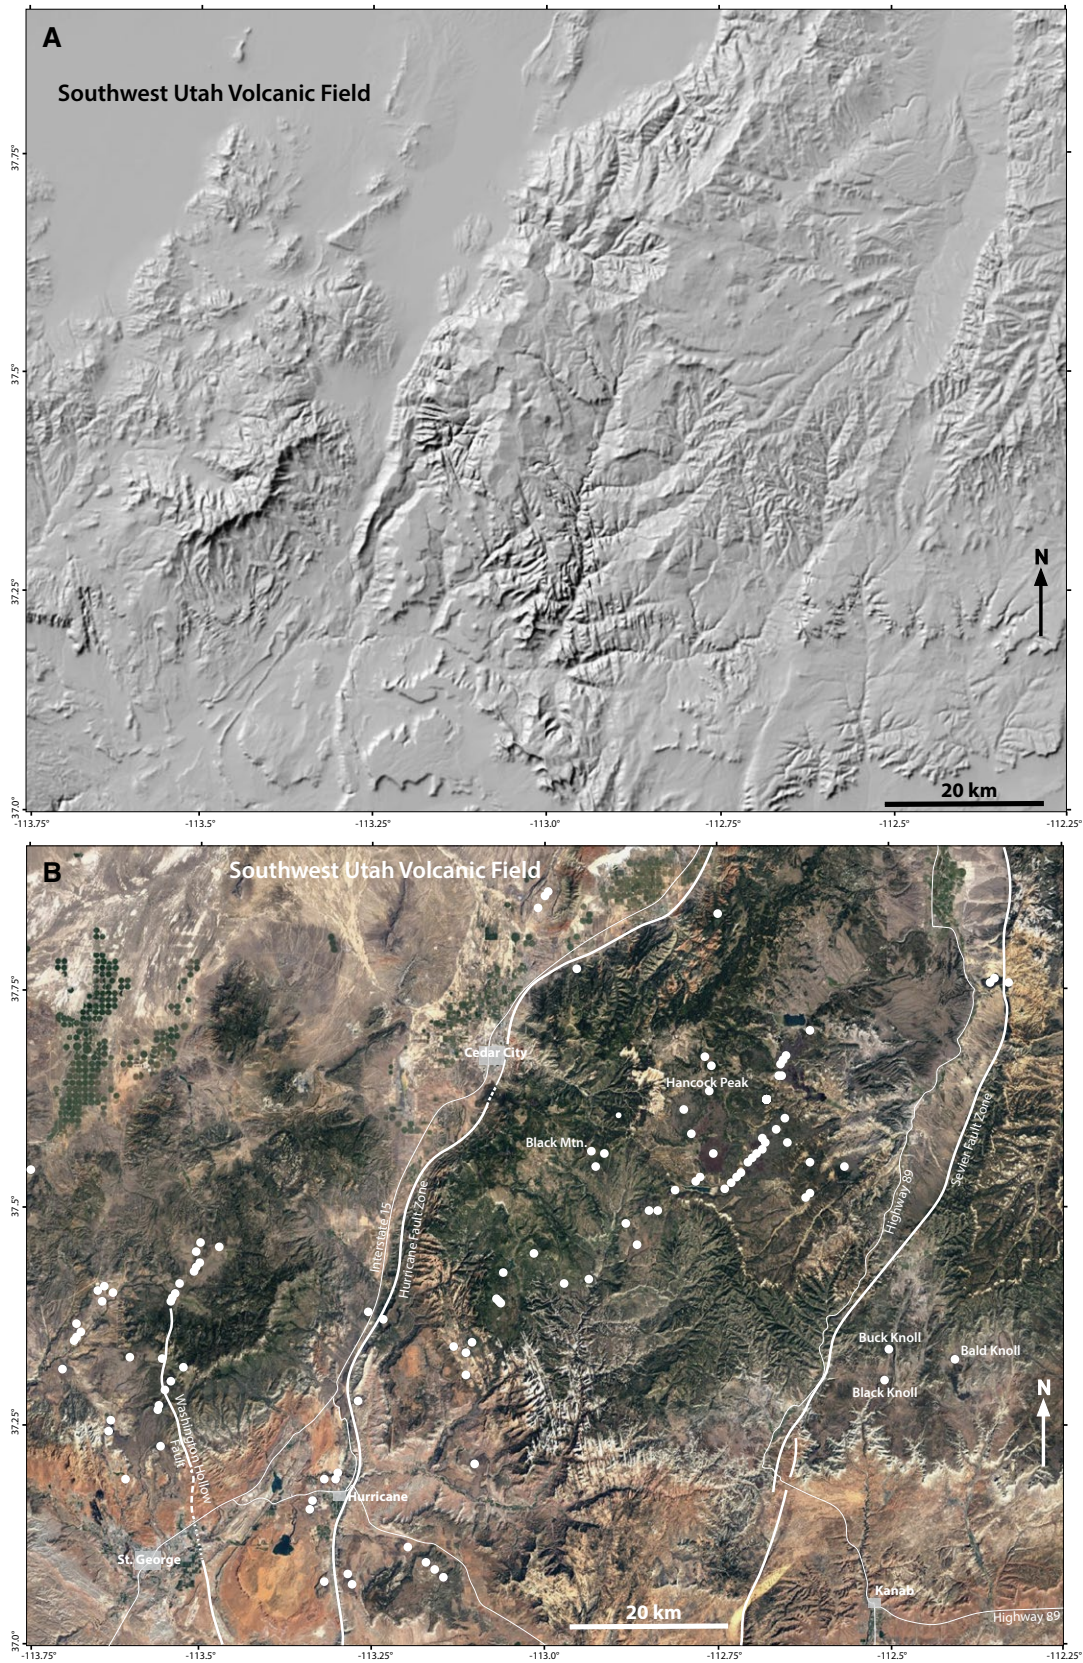 A
Southwest Utah Volcanic Field
37.75°
37.5°
37.25°
37.0°
N
20 km
-113.75°
-113.5°
-113.25°
-113.0°
-112.75°
-112.5°
-112.25°
B
Southwest Utah Volcanic Field
37.75°
Cedar City
Hancock Peak
Black Mtn.
Sevier Fault Zone
Highway 89
Interstate 15
Hurricane Fault Zone
37.5°
Buck Knoll
Bald Knoll
Black Knoll
N
37.25°
Washington Hollow
Fault
Hurricane
St. George
Kanab
20 km
Highway 89
37.0°
-113.75°
-113.5°
-113.25°
-113.0°
-112.75°
-112.5°
-112.25°